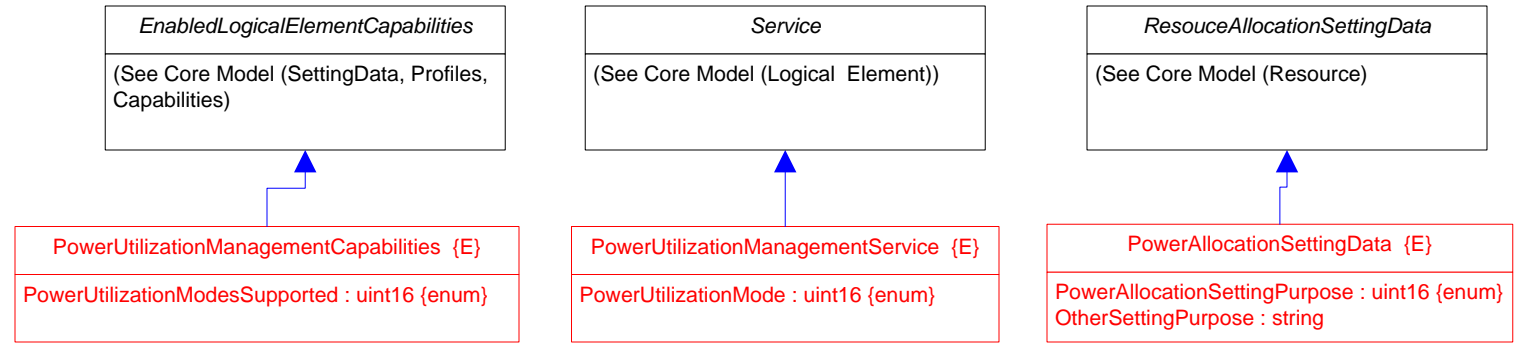 EnabledLogicalElementCapabilities
(See Core Model (SettingData, Profiles,
Capabilities)
Service
(See Core Model (Logical Element))
ResouceAllocationSettingData
(See Core Model (Resource)
PowerUtilizationManagementCapabilities {E}
PowerUtilizationModesSupported : uint16 {enum}
PowerUtilizationManagementService {E}
PowerUtilizationMode : uint16 {enum}
PowerAllocationSettingData {E}
PowerAllocationSettingPurpose : uint16 {enum}
OtherSettingPurpose : string